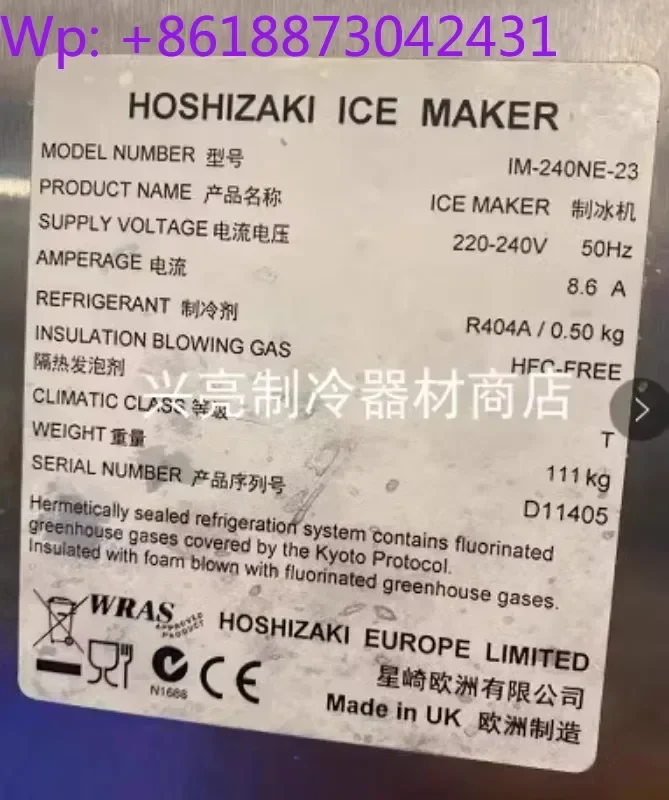 Wp: +8618873042431
HOSHIZAKI ICE MAKER
MODEL NUMBER 型号 IM-240NE-23
PRODUCT NAME 产品名称 ICE MAKER 制冰机
SUPPLY VOLTAGE 电流电压 220-240V 50Hz
AMPERAGE 电流 8.6 A
REFRIGERANT 制冷剂 R404A / 0.50 kg
INSULATION BLOWING GAS HFC-FREE
隔热发泡剂
兴亮制冷器材商店
CLIMATIC CLASS 等级 T
WEIGHT 重量 111 kg
SERIAL NUMBER 产品序列号 D11405
Hermetically sealed refrigeration system contains fluorinated
greenhouse gases covered by the Kyoto Protocol.
Insulated with foam blown with fluorinated greenhouse gases.
WRAS APPROVED PRODUCT
HOSHIZAKI EUROPE LIMITED
星崎欧洲有限公司
N1688 CE
Made in UK 欧洲制造